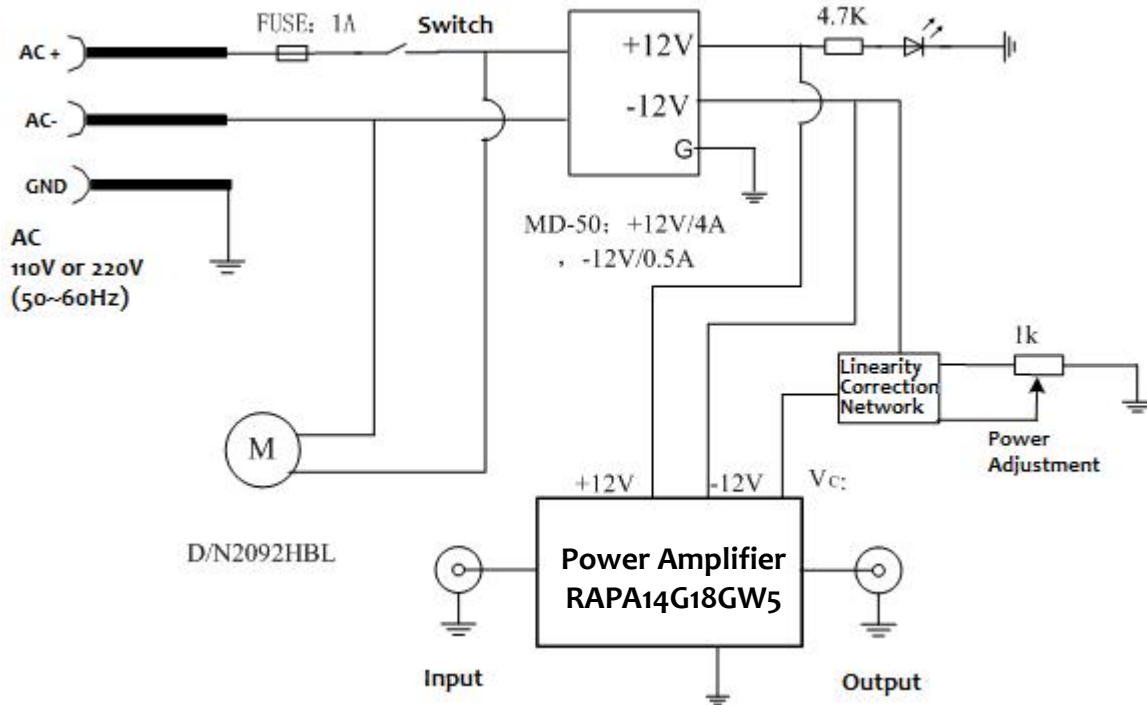 FUSE: 1A
Switch
4.7K
AC +
+12V
AC-
-12V
G
GND
MD-50: +12V/4A
, -12V/0.5A
AC
110V or 220V
(50~60Hz)
1k
Linearity
Correction
Network
Power
Adjustment
M
+12V
-12V
Vc:
D/N2092HBL
Power Amplifier
RAPA14G18GW5
Input
Output